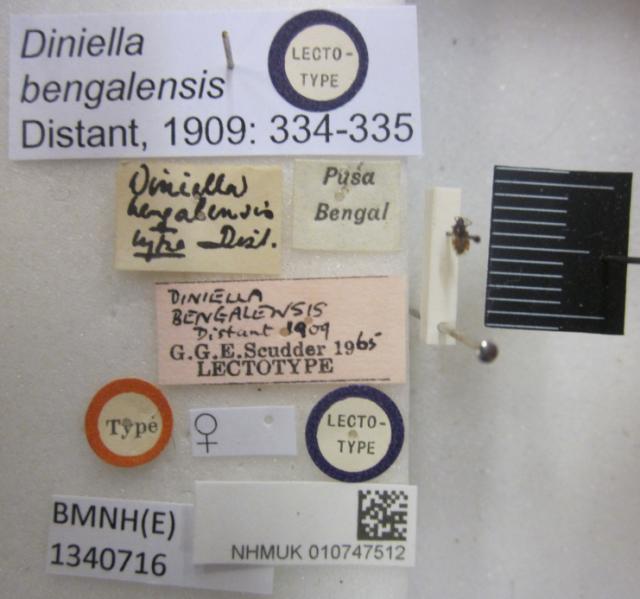 Diniella
bengalensis
Distant, 1909: 334-335
LECTO-
TYPE
Diniella
bengalensis
type Dist.
Pusa
Bengal
DINIELLA
BENGALENSIS
Distant 1909
G.G.E.Scudder 1965
LECTOTYPE
Type
♀
LECTO-
TYPE
BMNH(E)
1340716
NHMUK 010747512